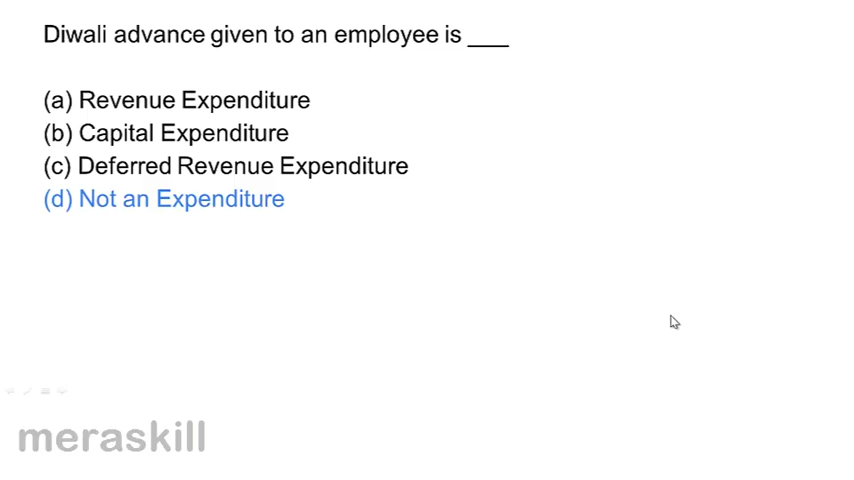 Diwali advance given to an employee is ___
(a) Revenue Expenditure
(b) Capital Expenditure
(c) Deferred Revenue Expenditure
(d) Not an Expenditure
meraskill